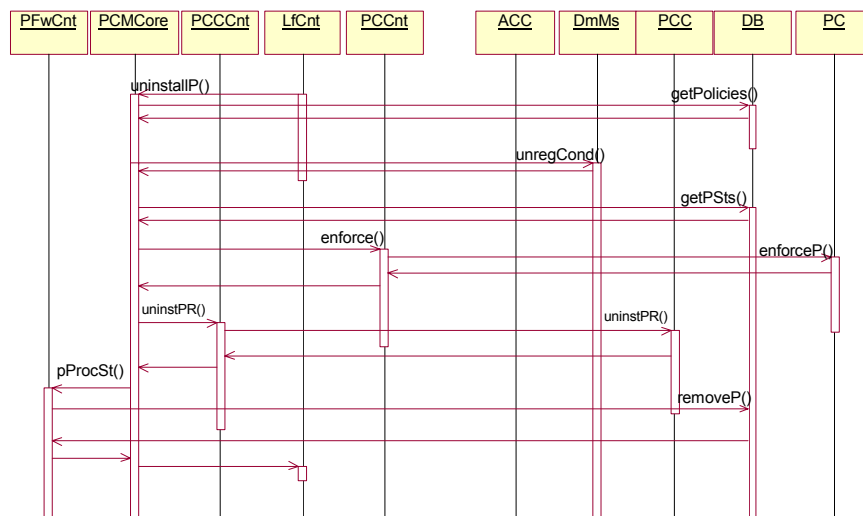 PFwCnt PCMCore PCCCnt LfCnt PCCnt ACC DmMs PCC DB PC
uninstallP()
getPolicies()
unregCond()
getPSts()
enforce()
enforceP()
uninstPR()
uninstPR()
pProcSt()
removeP()